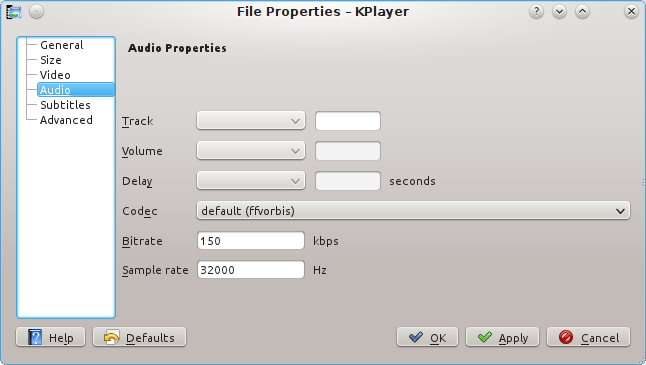 File Properties – KPlayer
General
Size
Video
Audio
Subtitles
Advanced
Audio Properties
Track
Volume
Delay seconds
Codec default (ffvorbis)
Bitrate 150 kbps
Sample rate 32000 Hz
Help Defaults OK Apply Cancel